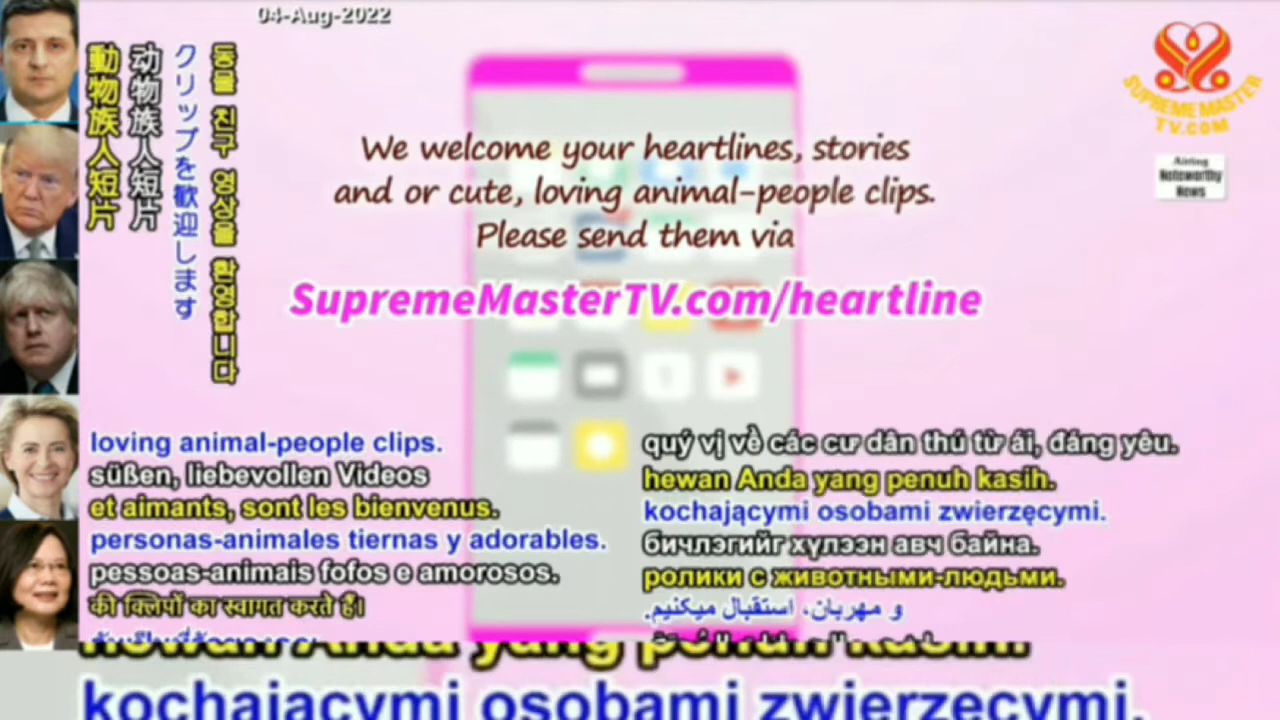 04-Aug-2022
動物族人短片
动物族人短片
クリップを歓迎します
동물 친구 영상을 환영합니다
SUPREME MASTER
TV.COM
Airing
Noteworthy
News
We welcome your heartlines, stories
and or cute, loving animal-people clips.
Please send them via
SupremeMasterTV.com/heartline
loving animal-people clips.
süßen, liebevollen Videos
et aimants, sont les bienvenus.
personas-animales tiernas y adorables.
pessoas-animais fofos e amorosos.
की क्लिपों का स्वागत करते हैं।
quý vị về các cư dân thú từ ái, đáng yêu.
hewan Anda yang penuh kasih.
kochającymi osobami zwierzęcymi.
бичлэгийг хүлээн авч байна.
ролики с животными-людьми.
و مهربان، استقبال میکنیم.
hewan Anda yang penuh kasih.
kochającymi osobami zwierzęcymi.